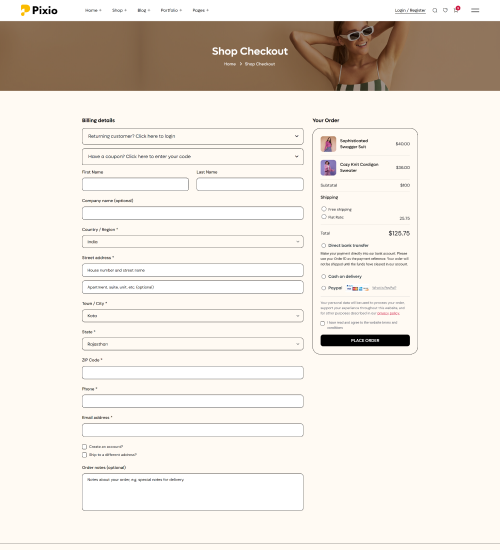 Pixio
Home
Shop
Blog
Portfolio
Pages
Login / Register
Shop Checkout
Home > Shop Checkout
Billing details
Returning customer? Click here to login
Have a coupon? Click here to enter your code
First Name
Last Name
Company name (optional)
Country / Region *
India
Street address *
House number and street name
Apartment, suite, unit, etc. (optional)
Town / City *
Kota
State *
Rajasthan
ZIP Code *
Phone *
Email address *
Create an account?
Ship to a different address?
Order notes (optional)
Notes about your order, e.g. special notes for delivery
Your Order
Sophisticated
Swagger Suit
Cozy Knit Cardigan
Sweater
Subtotal
Shipping
Free shipping
Flat Rate:
25.75
Total
$125.75
Direct bank transfer
Make your payment directly into our bank account. Please
use your Order ID as the payment reference. Your order will
not be shipped until the funds have cleared in our account.
Cash on delivery
Paypal
What is PayPal?
Your personal data will be used to process your order,
support your experience throughout this website, and
for other purposes described in our privacy policy.
I have read and agree to the website terms and
conditions
PLACE ORDER